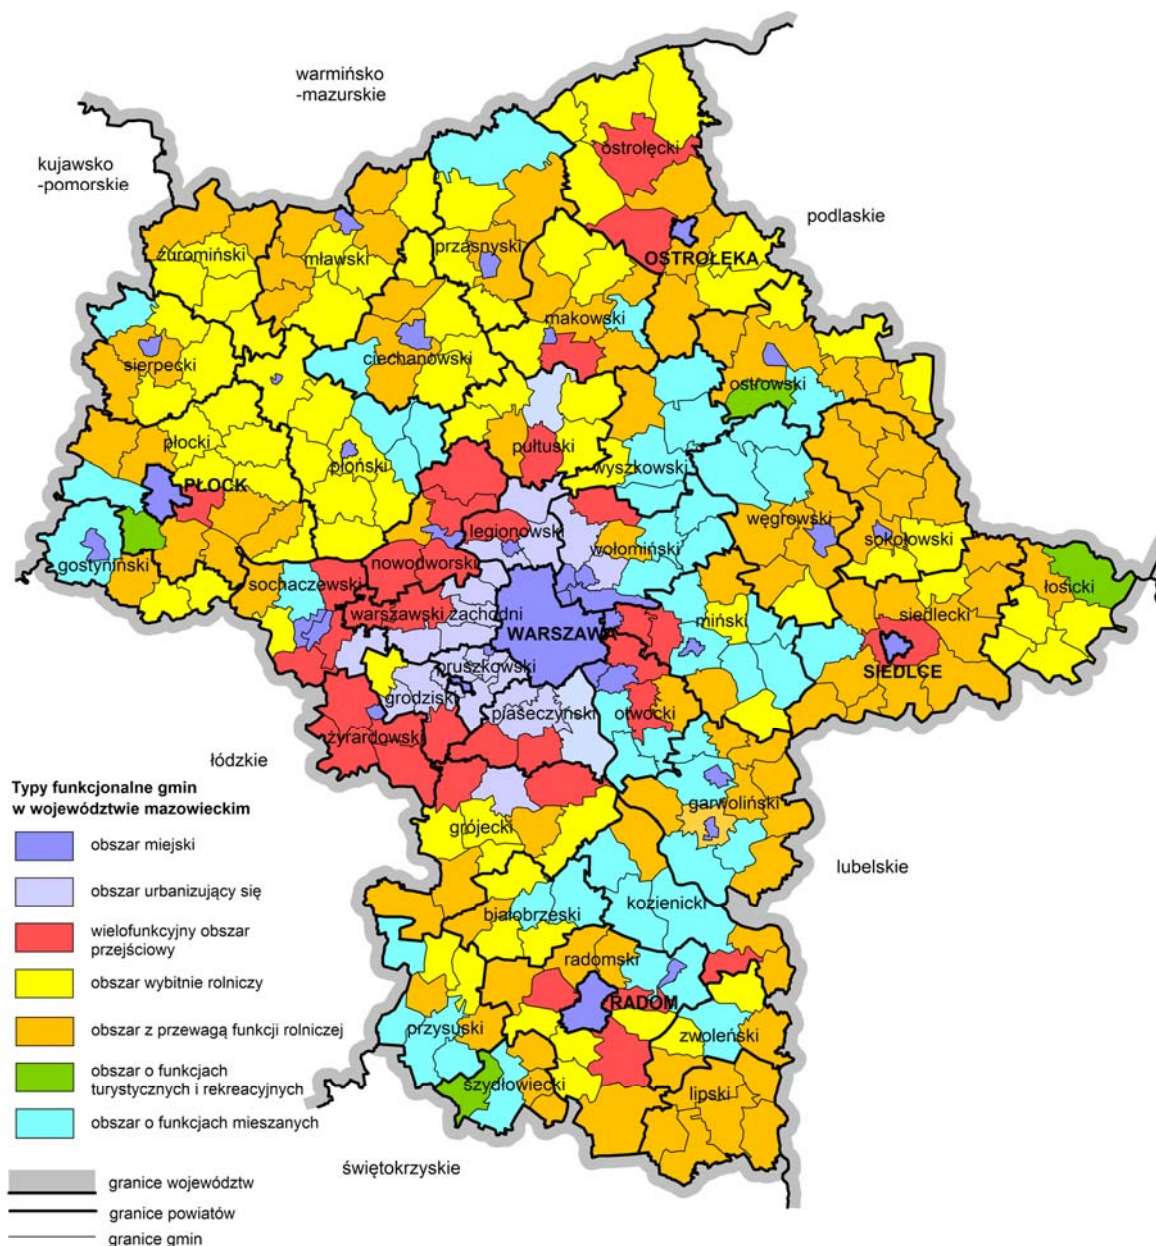 warmińsko
-mazurskie
kujawsko
-pomorskie
podlaskie
ostrołęcki
żuromiński
mławski
przasnyski
OSTROŁĘKA
makowski
sierpecki
ciechanowski
ostrowski
płocki
płoński
pułtuski
wyszkowski
PŁOCK
legionowski
wołomiński
węgrowski
sokołowski
gostyniński
sochaczewski
nowodworski
łosicki
warszawski zachodni
miński
siedlecki
WARSZAWA
pruszkowski
SIEDLCE
grodziski
piaseczyński
otwocki
żyrardowski
łódzkie
garwoliński
grójecki
lubelskie
białobrzeski
kozienicki
radomski
RADOM
przysuski
zwoleński
szydłowiecki
lipski
świętokrzyskie
Typy funkcjonalne gmin
w województwie mazowieckim
obszar miejski
obszar urbanizujący się
wielofunkcyjny obszar
przejściowy
obszar wybitnie rolniczy
obszar z przewagą funkcji rolniczej
obszar o funkcjach
turystycznych i rekreacyjnych
obszar o funkcjach mieszanych
granice województw
granice powiatów
granice gmin